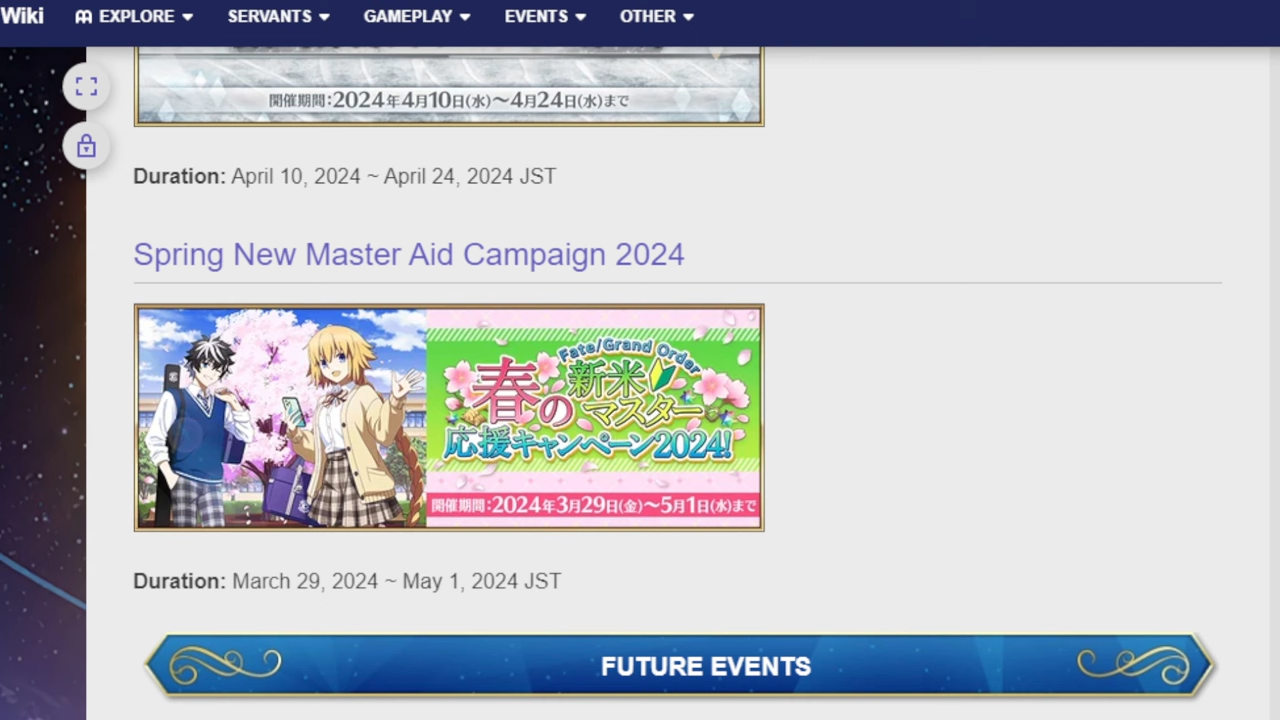 Wiki
EXPLORE
SERVANTS
GAMEPLAY
EVENTS
OTHER
開催期間:2024年4月10日(水)～4月24日(水)まで
Duration: April 10, 2024 ~ April 24, 2024 JST
Spring New Master Aid Campaign 2024
Fate/Grand Order
春の新米マスター
応援キャンペーン2024!
開催期間:2024年3月29日(金)～5月1日(水)まで
Duration: March 29, 2024 ~ May 1, 2024 JST
FUTURE EVENTS